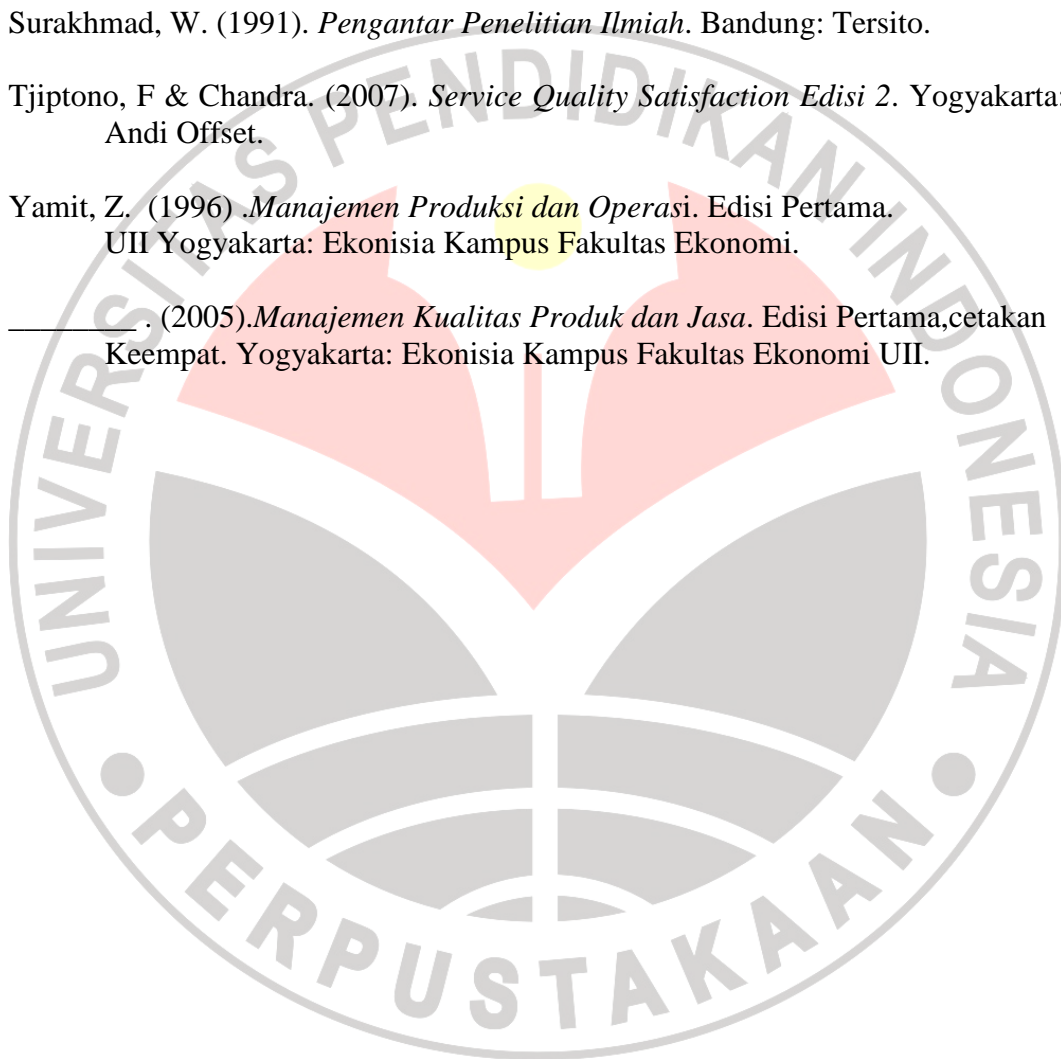 Surakhmad, W. (1991). Pengantar Penelitian Ilmiah. Bandung: Tersito.
Tjiptono, F & Chandra. (2007). Service Quality Satisfaction Edisi 2. Yogyakarta:
Andi Offset.
Yamit, Z. (1996) .Manajemen Produksi dan Operasi. Edisi Pertama.
UII Yogyakarta: Ekonisia Kampus Fakultas Ekonomi.
________ . (2005).Manajemen Kualitas Produk dan Jasa. Edisi Pertama,cetakan
Keempat. Yogyakarta: Ekonisia Kampus Fakultas Ekonomi UII.
UNIVERSITAS PENDIDIKAN INDONESIA
PERPUSTAKAAN